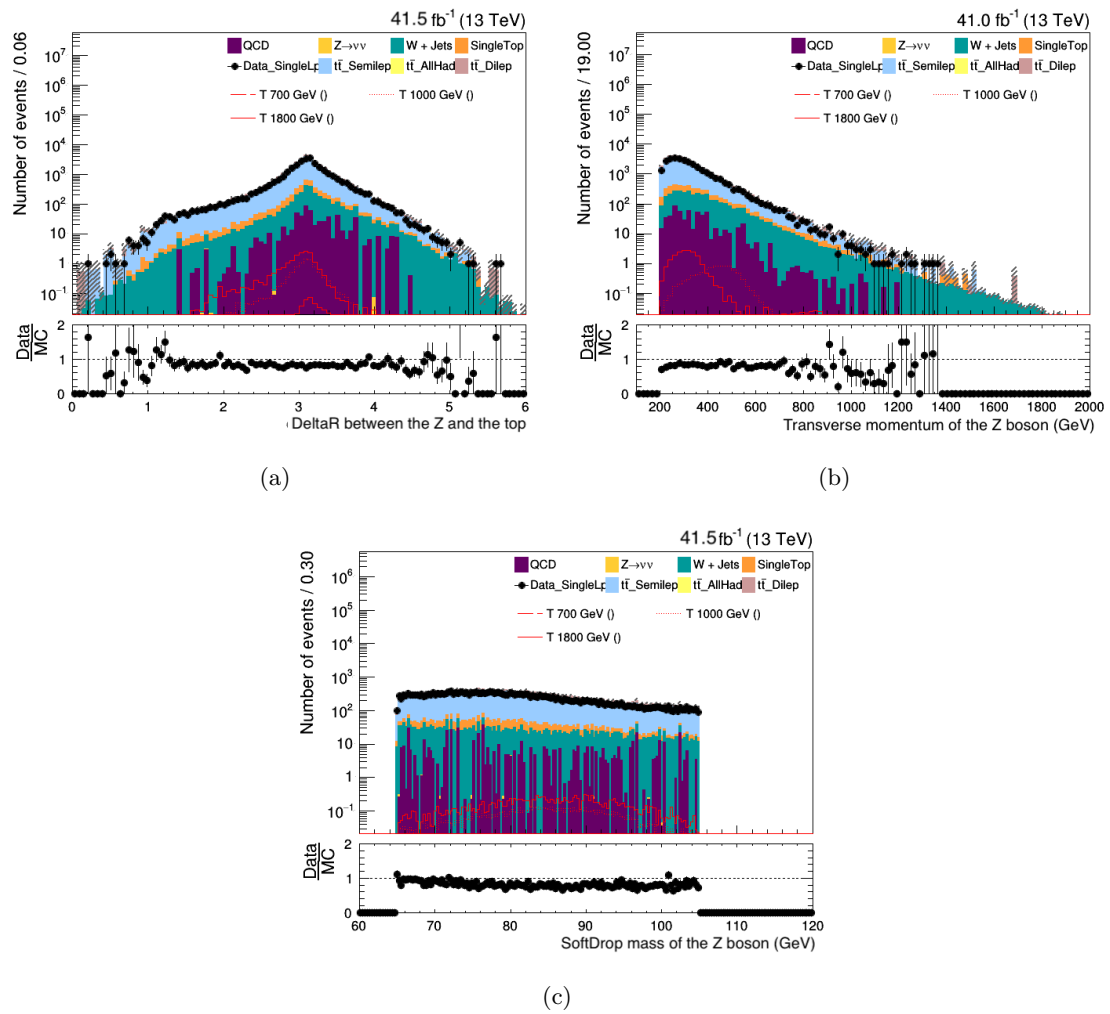 41.5 fb⁻¹ (13 TeV)
Number of events / 0.06
10⁷
10⁶
10⁵
10⁴
10³
10²
10
1
10⁻¹
QCD Z→νν W + Jets SingleTop
Data_SingleLp tt̄_Semilep tt̄_AllHad tt̄_Dilep
T 700 GeV () T 1000 GeV ()
T 1800 GeV ()
Data
MC
2
1
0
0 1 2 3 4 5 6
DeltaR between the Z and the top
(a)
41.0 fb⁻¹ (13 TeV)
Number of events / 19.00
10⁷
10⁶
10⁵
10⁴
10³
10²
10
1
10⁻¹
QCD Z→νν W + Jets SingleTop
Data_SingleLp tt̄_Semilep tt̄_AllHad tt̄_Dilep
T 700 GeV () T 1000 GeV ()
T 1800 GeV ()
Data
MC
2
1
0
200 400 600 800 1000 1200 1400 1600 1800 2000
Transverse momentum of the Z boson (GeV)
(b)
41.5 fb⁻¹ (13 TeV)
Number of events / 0.30
10⁶
10⁵
10⁴
10³
10²
10
1
10⁻¹
QCD Z→νν W + Jets SingleTop
Data_SingleLp tt̄_Semilep tt̄_AllHad tt̄_Dilep
T 700 GeV () T 1000 GeV ()
T 1800 GeV ()
Data
MC
2
1
0
60 70 80 90 100 110 120
SoftDrop mass of the Z boson (GeV)
(c)